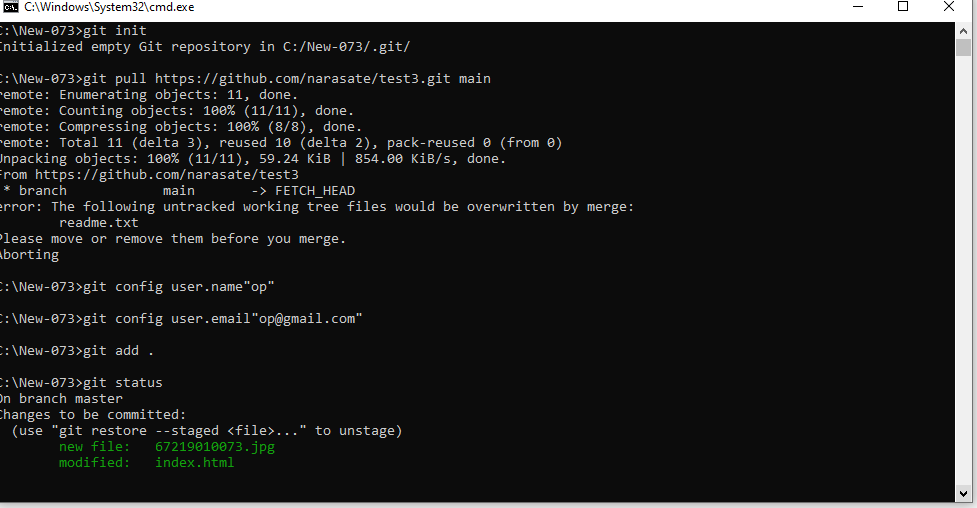 C:\Windows\System32\cmd.exe
C:\New-073>git init
Initialized empty Git repository in C:/New-073/.git/
C:\New-073>git pull https://github.com/narasate/test3.git main
remote: Enumerating objects: 11, done.
remote: Counting objects: 100% (11/11), done.
remote: Compressing objects: 100% (8/8), done.
remote: Total 11 (delta 3), reused 10 (delta 2), pack-reused 0 (from 0)
Unpacking objects: 100% (11/11), 59.24 KiB | 854.00 KiB/s, done.
From https://github.com/narasate/test3
 * branch            main       -> FETCH_HEAD
error: The following untracked working tree files would be overwritten by merge:
        readme.txt
Please move or remove them before you merge.
Aborting
C:\New-073>git config user.name"op"
C:\New-073>git config user.email"op@gmail.com"
C:\New-073>git add .
C:\New-073>git status
On branch master
Changes to be committed:
  (use "git restore --staged <file>..." to unstage)
        new file:   67219010073.jpg
        modified:   index.html